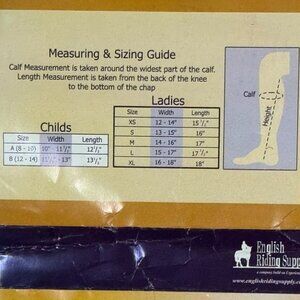 Measuring & Sizing Guide
Calf Measurement is taken around the widest part of the calf.
Length Measurement is taken from the back of the knee
to the bottom of the chap
Ladies
Size Width Length
XS 12 - 14" 15 1/2"
S 13 - 15" 16"
M 14 - 16" 17"
L 15 - 17" 17 1/2"
XL 16 - 18" 18"
Childs
Size Width Length
A (8 - 10) 10" - 11 1/2" 12 1/2"
B (12 - 14) 11 1/2" - 13" 13 1/2"
Calf
Height
English
Riding Supply
www.englishridingsupply.com